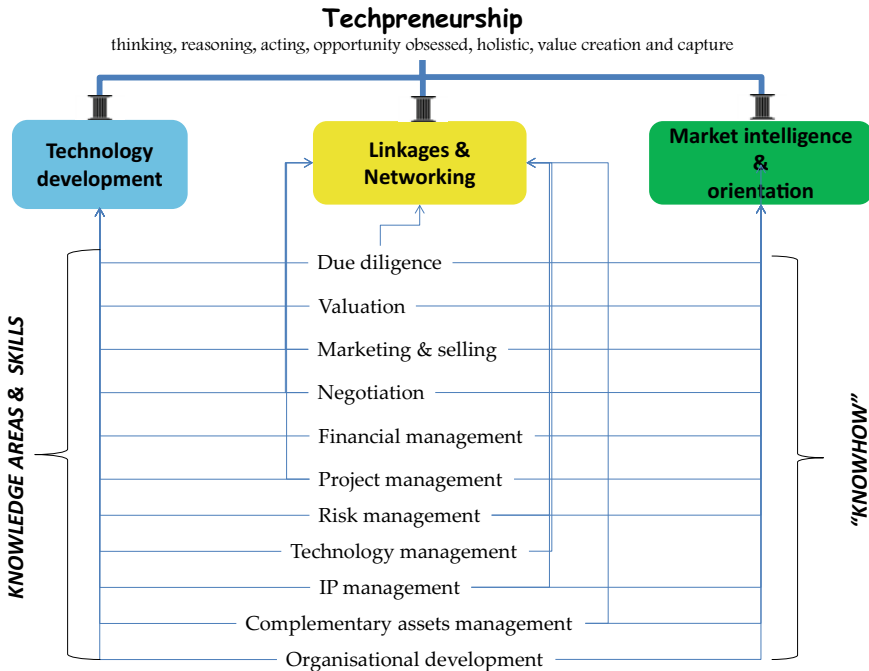 Techpreneurship
thinking, reasoning, acting, opportunity obsessed, holistic, value creation and capture
Technology
development
Linkages &
Networking
Market intelligence
&
orientation
KNOWLEDGE AREAS & SKILLS
Due diligence
Valuation
Marketing & selling
Negotiation
Financial management
Project management
Risk management
Technology management
IP management
Complementary assets management
Organisational development
“KNOWHOW”